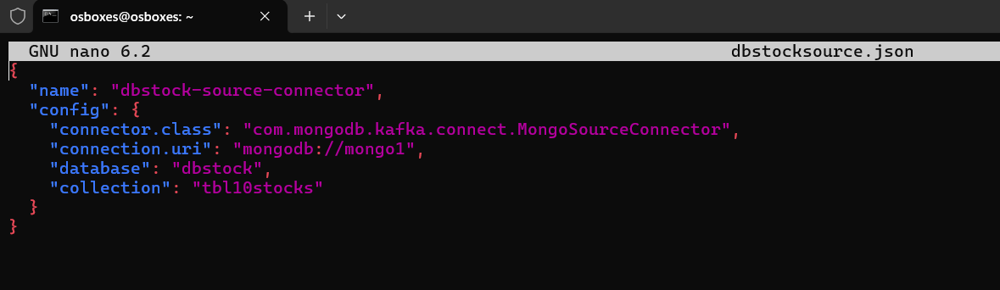 osboxes@osboxes: ~
GNU nano 6.2 dbstocksource.json
{
"name": "dbstock-source-connector",
"config": {
"connector.class": "com.mongodb.kafka.connect.MongoSourceConnector",
"connection.uri": "mongodb://mongo1",
"database": "dbstock",
"collection": "tbl10stocks"
}
}